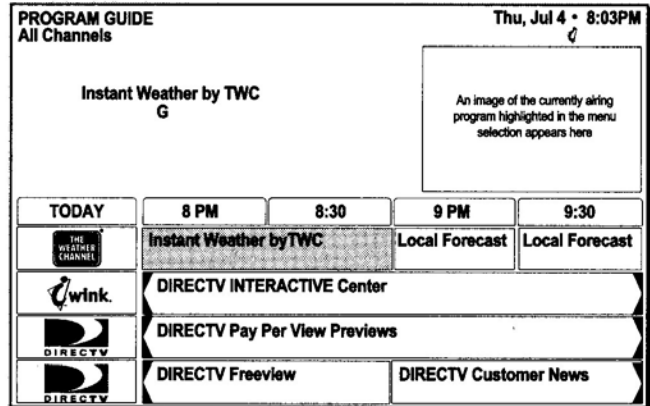 PROGRAM GUIDE
Thu, Jul 4 • 8:03PM
All Channels
Instant Weather by TWC
G
An image of the currently airing
program highlighted in the menu
selection appears here
TODAY 8 PM 8:30 9 PM 9:30
THE
WEATHER
CHANNEL
Instant Weather byTWC Local Forecast Local Forecast
wink.
DIRECTV INTERACTIVE Center
DIRECTV
DIRECTV Pay Per View Previews
DIRECTV
DIRECTV Freeview DIRECTV Customer News